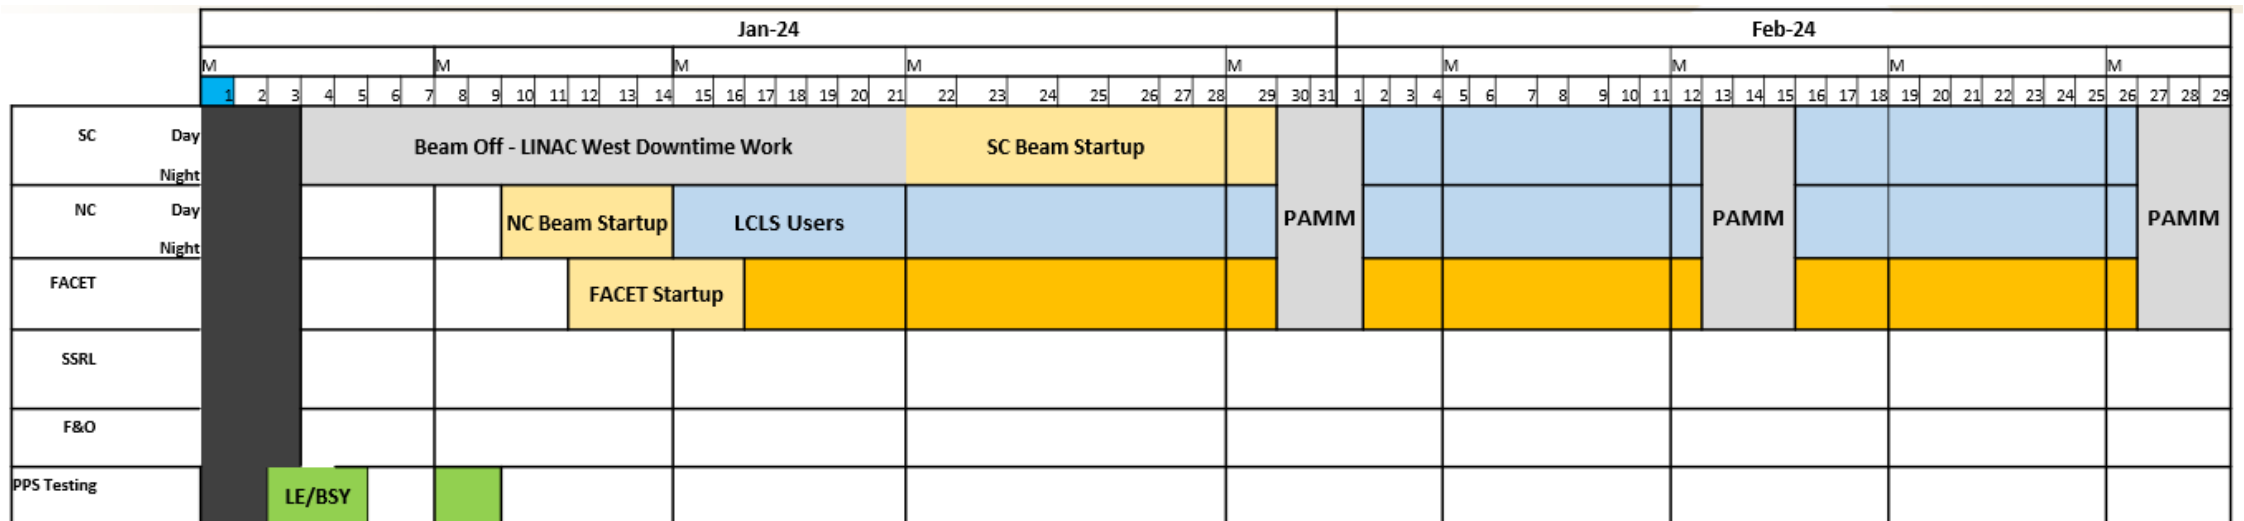 Jan-24 Feb-24
M M M M M M M M M
1 2 3 4 5 6 7 8 9 10 11 12 13 14 15 16 17 18 19 20 21 22 23 24 25 26 27 28 29 30 31 1 2 3 4 5 6 7 8 9 10 11 12 13 14 15 16 17 18 19 20 21 22 23 24 25 26 27 28 29
SC Day
Beam Off - LINAC West Downtime Work SC Beam Startup
Night
NC Day
NC Beam Startup LCLS Users PAMM PAMM PAMM
Night
FACET
FACET Startup
SSRL
F&O
PPS Testing
LE/BSY